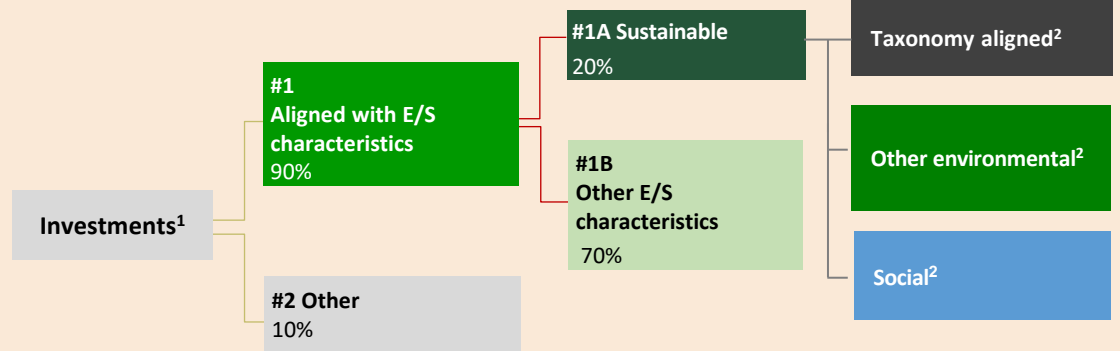 Investments¹
#1
Aligned with E/S
characteristics
90%
#2 Other
10%
#1A Sustainable
20%
#1B
Other E/S
characteristics
70%
Taxonomy aligned²
Other environmental²
Social²